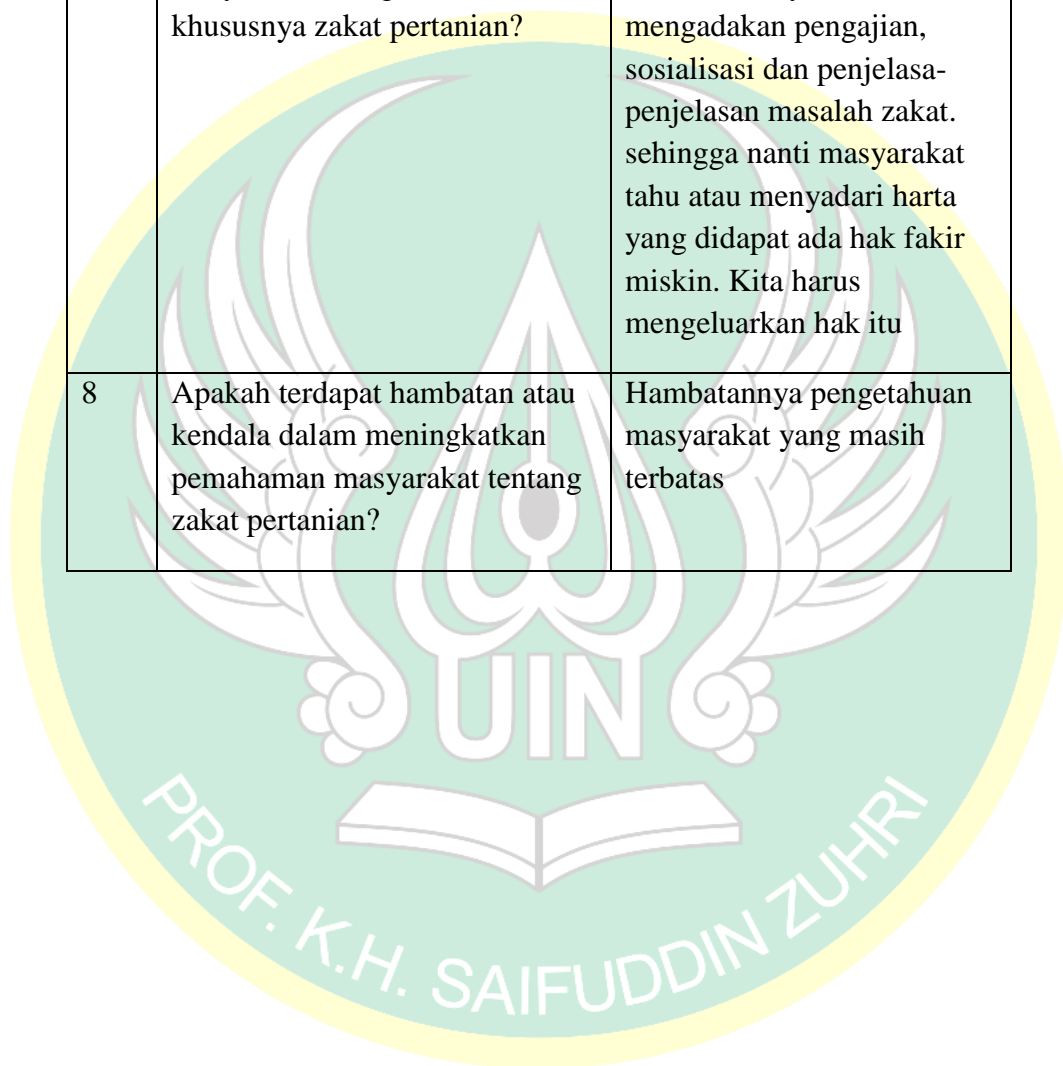 khususnya zakat pertanian?
mengadakan pengajian,
sosialisasi dan penjelasa-
penjelasan masalah zakat.
sehingga nanti masyarakat
tahu atau menyadari harta
yang didapat ada hak fakir
miskin. Kita harus
mengeluarkan hak itu
8
Apakah terdapat hambatan atau
kendala dalam meningkatkan
pemahaman masyarakat tentang
zakat pertanian?
Hambatannya pengetahuan
masyarakat yang masih
terbatas
UIN
PROF. K.H. SAIFUDDIN ZUHRI